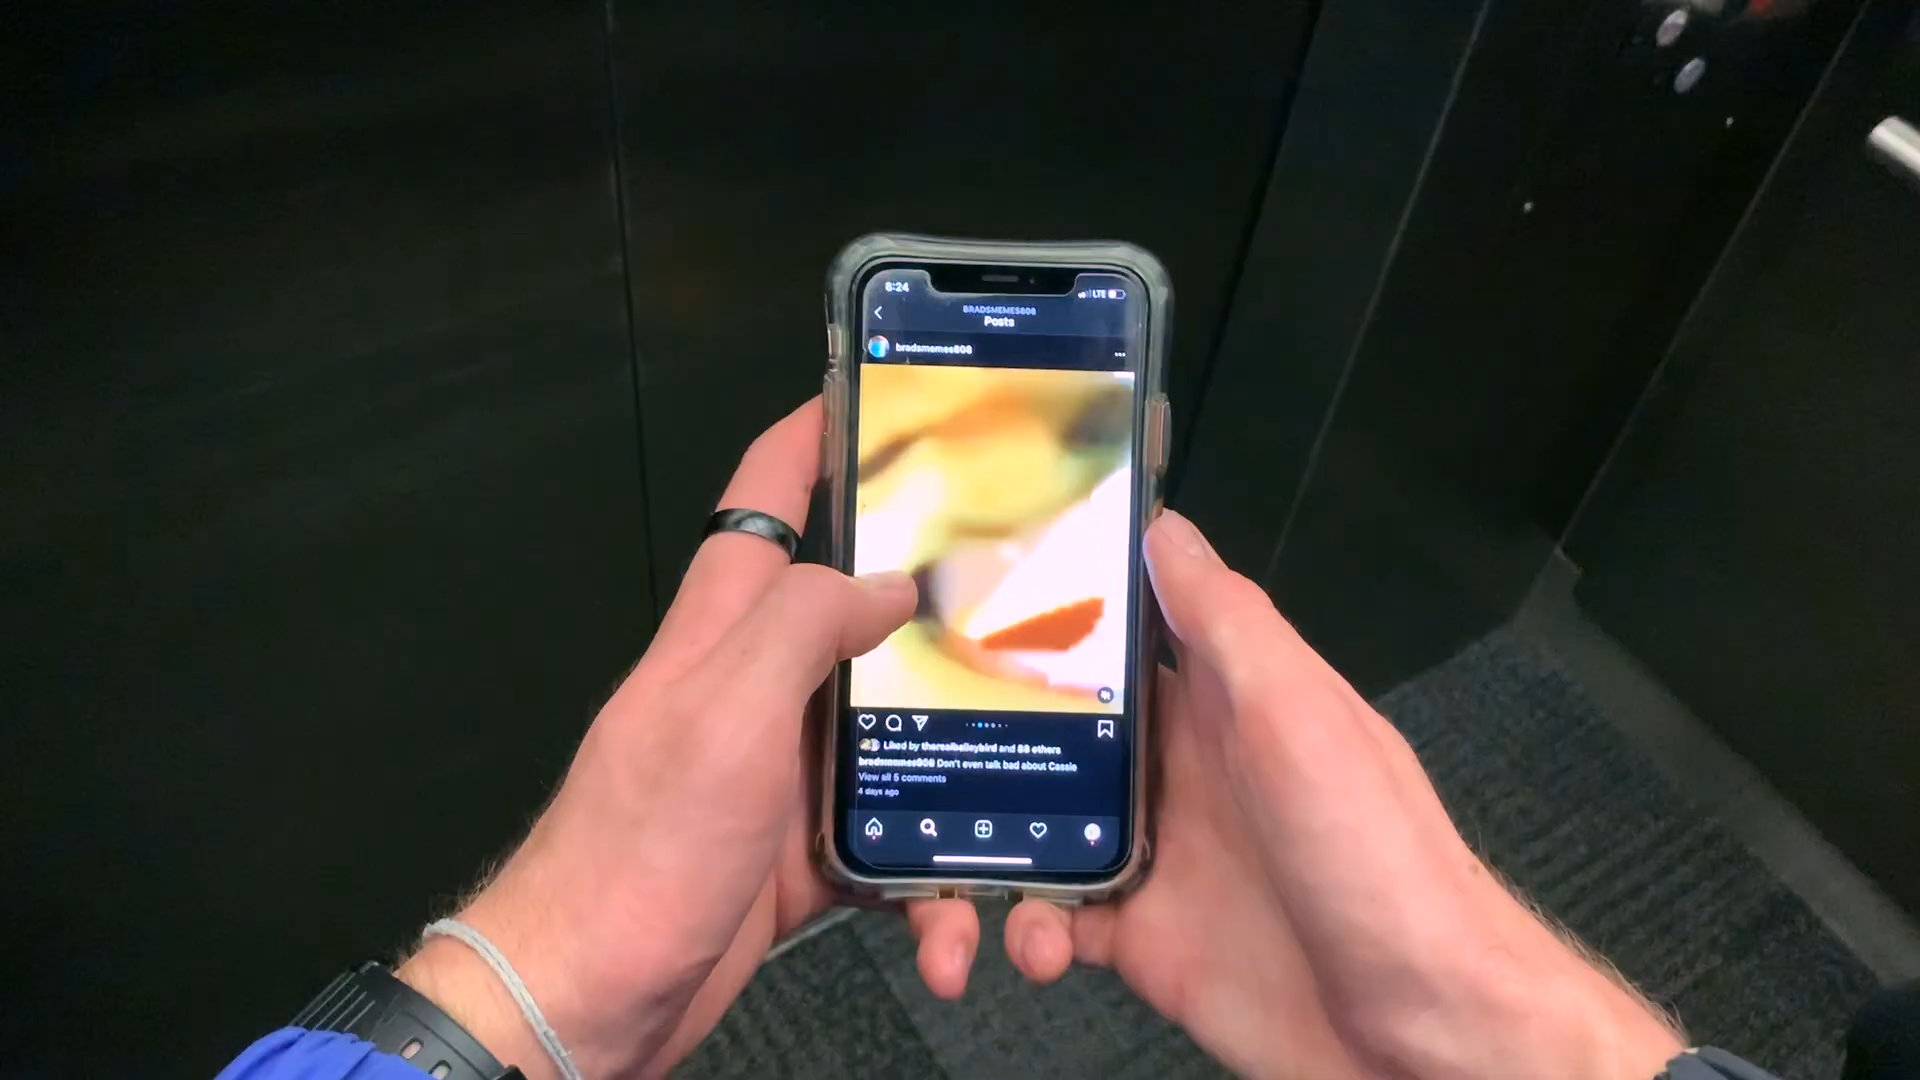 8:24
LTE
BRADSMEMES808
Posts
bradsmemes808
Liked by therealbaileybird and 88 others
bradsmemes808 Don't even talk bad about Cassie
View all 5 comments
4 days ago